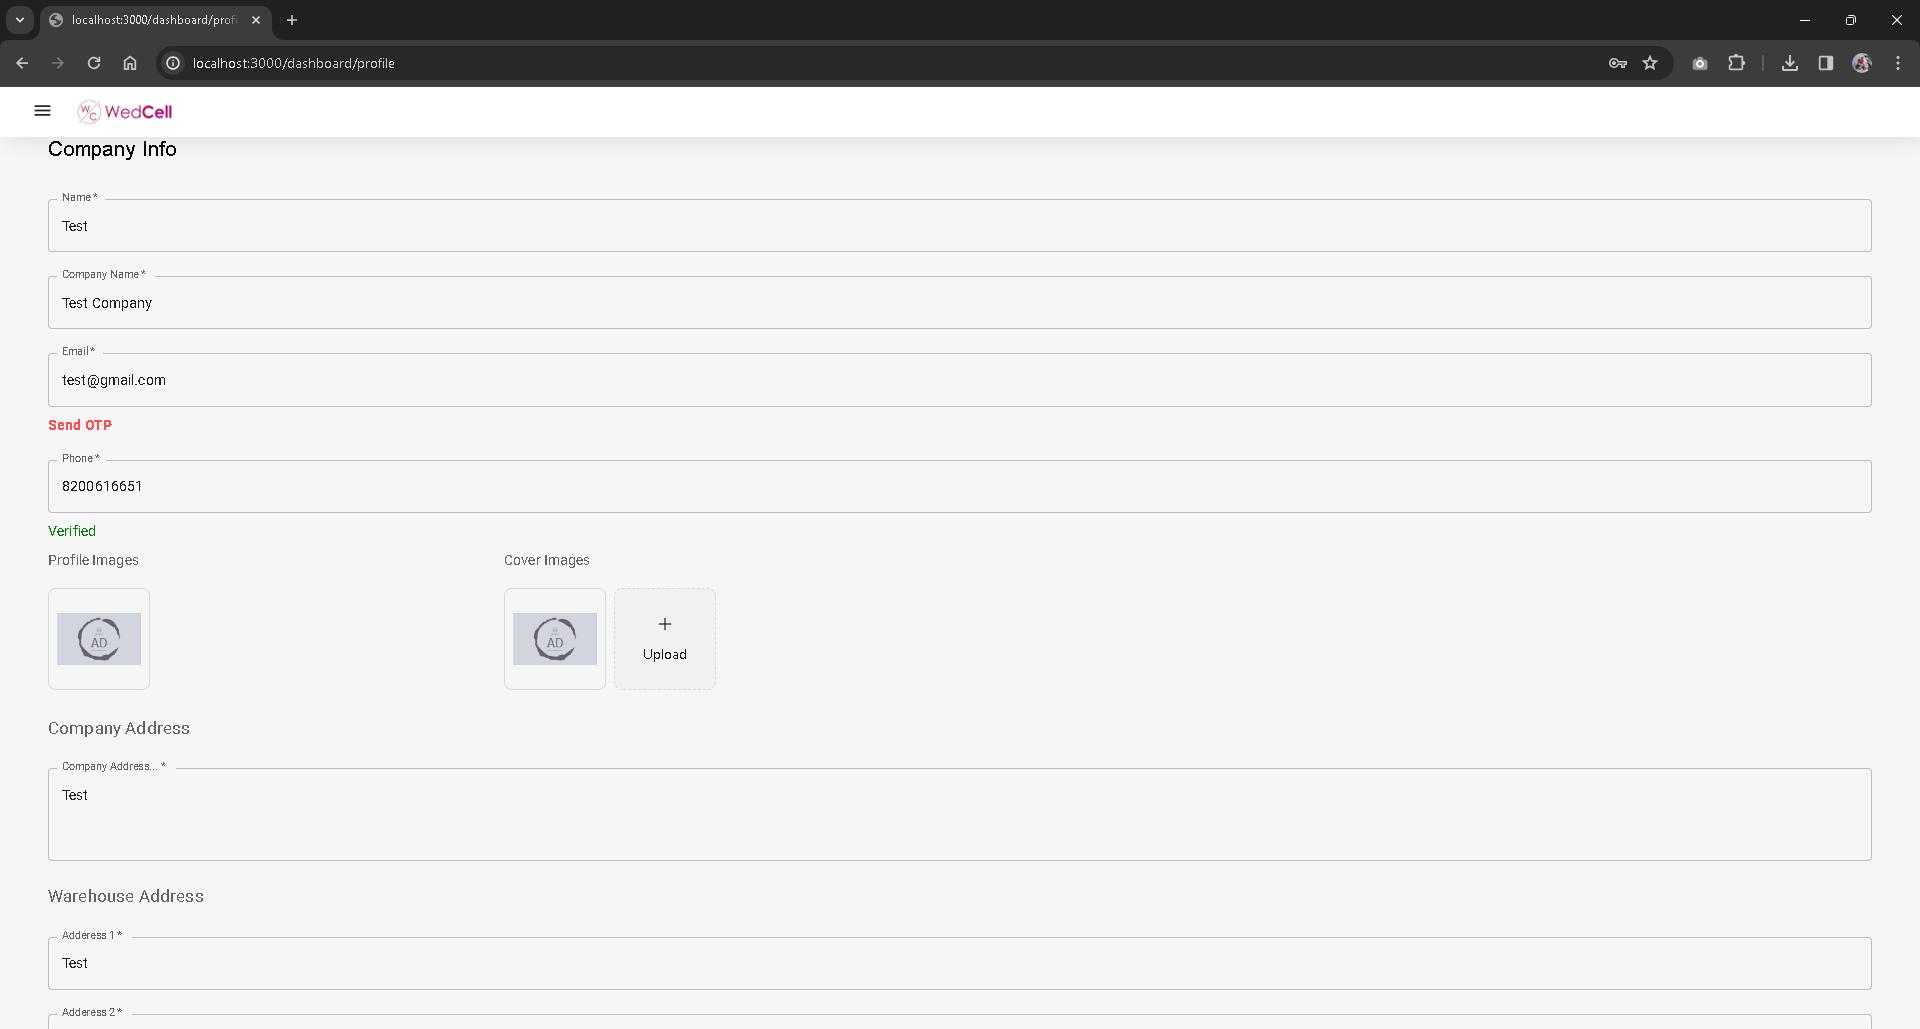 localhost:3000/dashboard/profi
localhost:3000/dashboard/profile
WC WedCell
Company Info
Name *
Test
Company Name *
Test Company
Email *
test@gmail.com
Send OTP
Phone *
8200616651
Verified
Profile Images
Cover Images
AD
AD
Upload
Company Address
Company Address... *
Test
Warehouse Address
Adderess 1 *
Test
Adderess 2 *